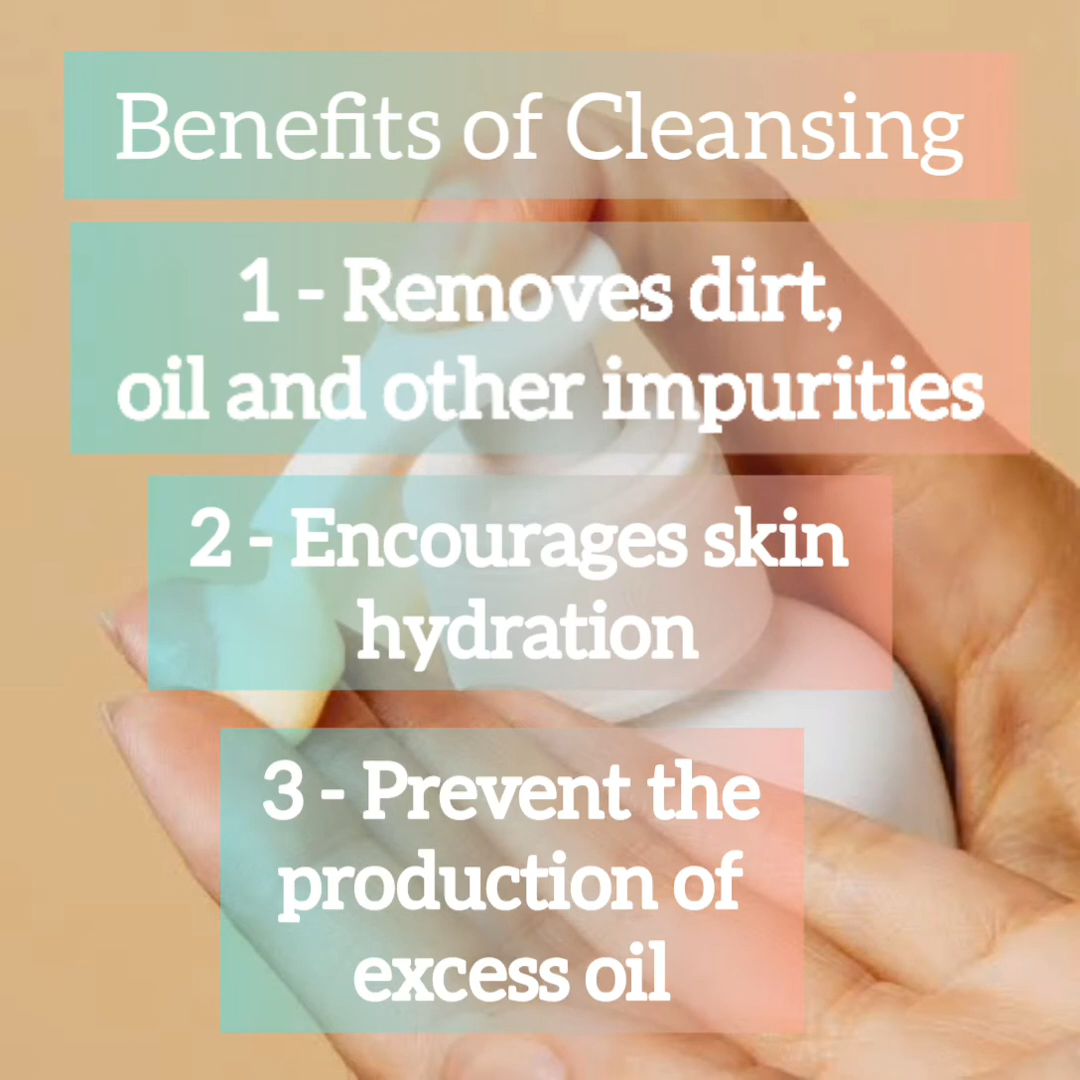 Benefits of Cleansing
1 - Removes dirt,
oil and other impurities
2 - Encourages skin
hydration
3 - Prevent the
production of
excess oil